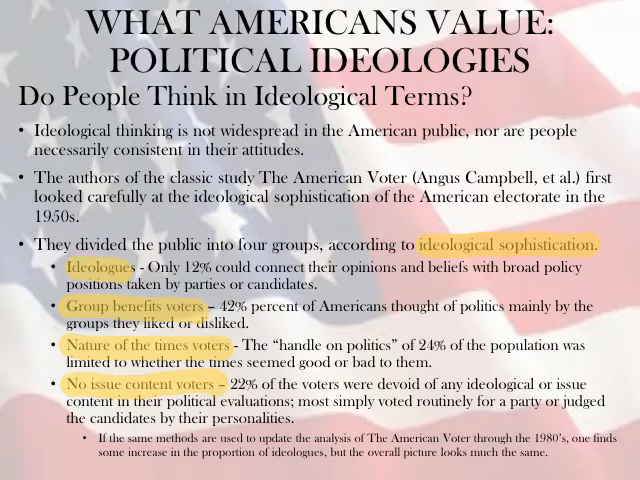 WHAT AMERICANS VALUE:
POLITICAL IDEOLOGIES
Do People Think in Ideological Terms?
• Ideological thinking is not widespread in the American public, nor are people
necessarily consistent in their attitudes.
• The authors of the classic study The American Voter (Angus Campbell, et al.) first
looked carefully at the ideological sophistication of the American electorate in the
1950s.
• They divided the public into four groups, according to ideological sophistication.
• Ideologues - Only 12% could connect their opinions and beliefs with broad policy
positions taken by parties or candidates.
• Group benefits voters – 42% percent of Americans thought of politics mainly by the
groups they liked or disliked.
• Nature of the times voters - The “handle on politics” of 24% of the population was
limited to whether the times seemed good or bad to them.
• No issue content voters – 22% of the voters were devoid of any ideological or issue
content in their political evaluations; most simply voted routinely for a party or judged
the candidates by their personalities.
• If the same methods are used to update the analysis of The American Voter through the 1980’s, one finds
some increase in the proportion of ideologues, but the overall picture looks much the same.